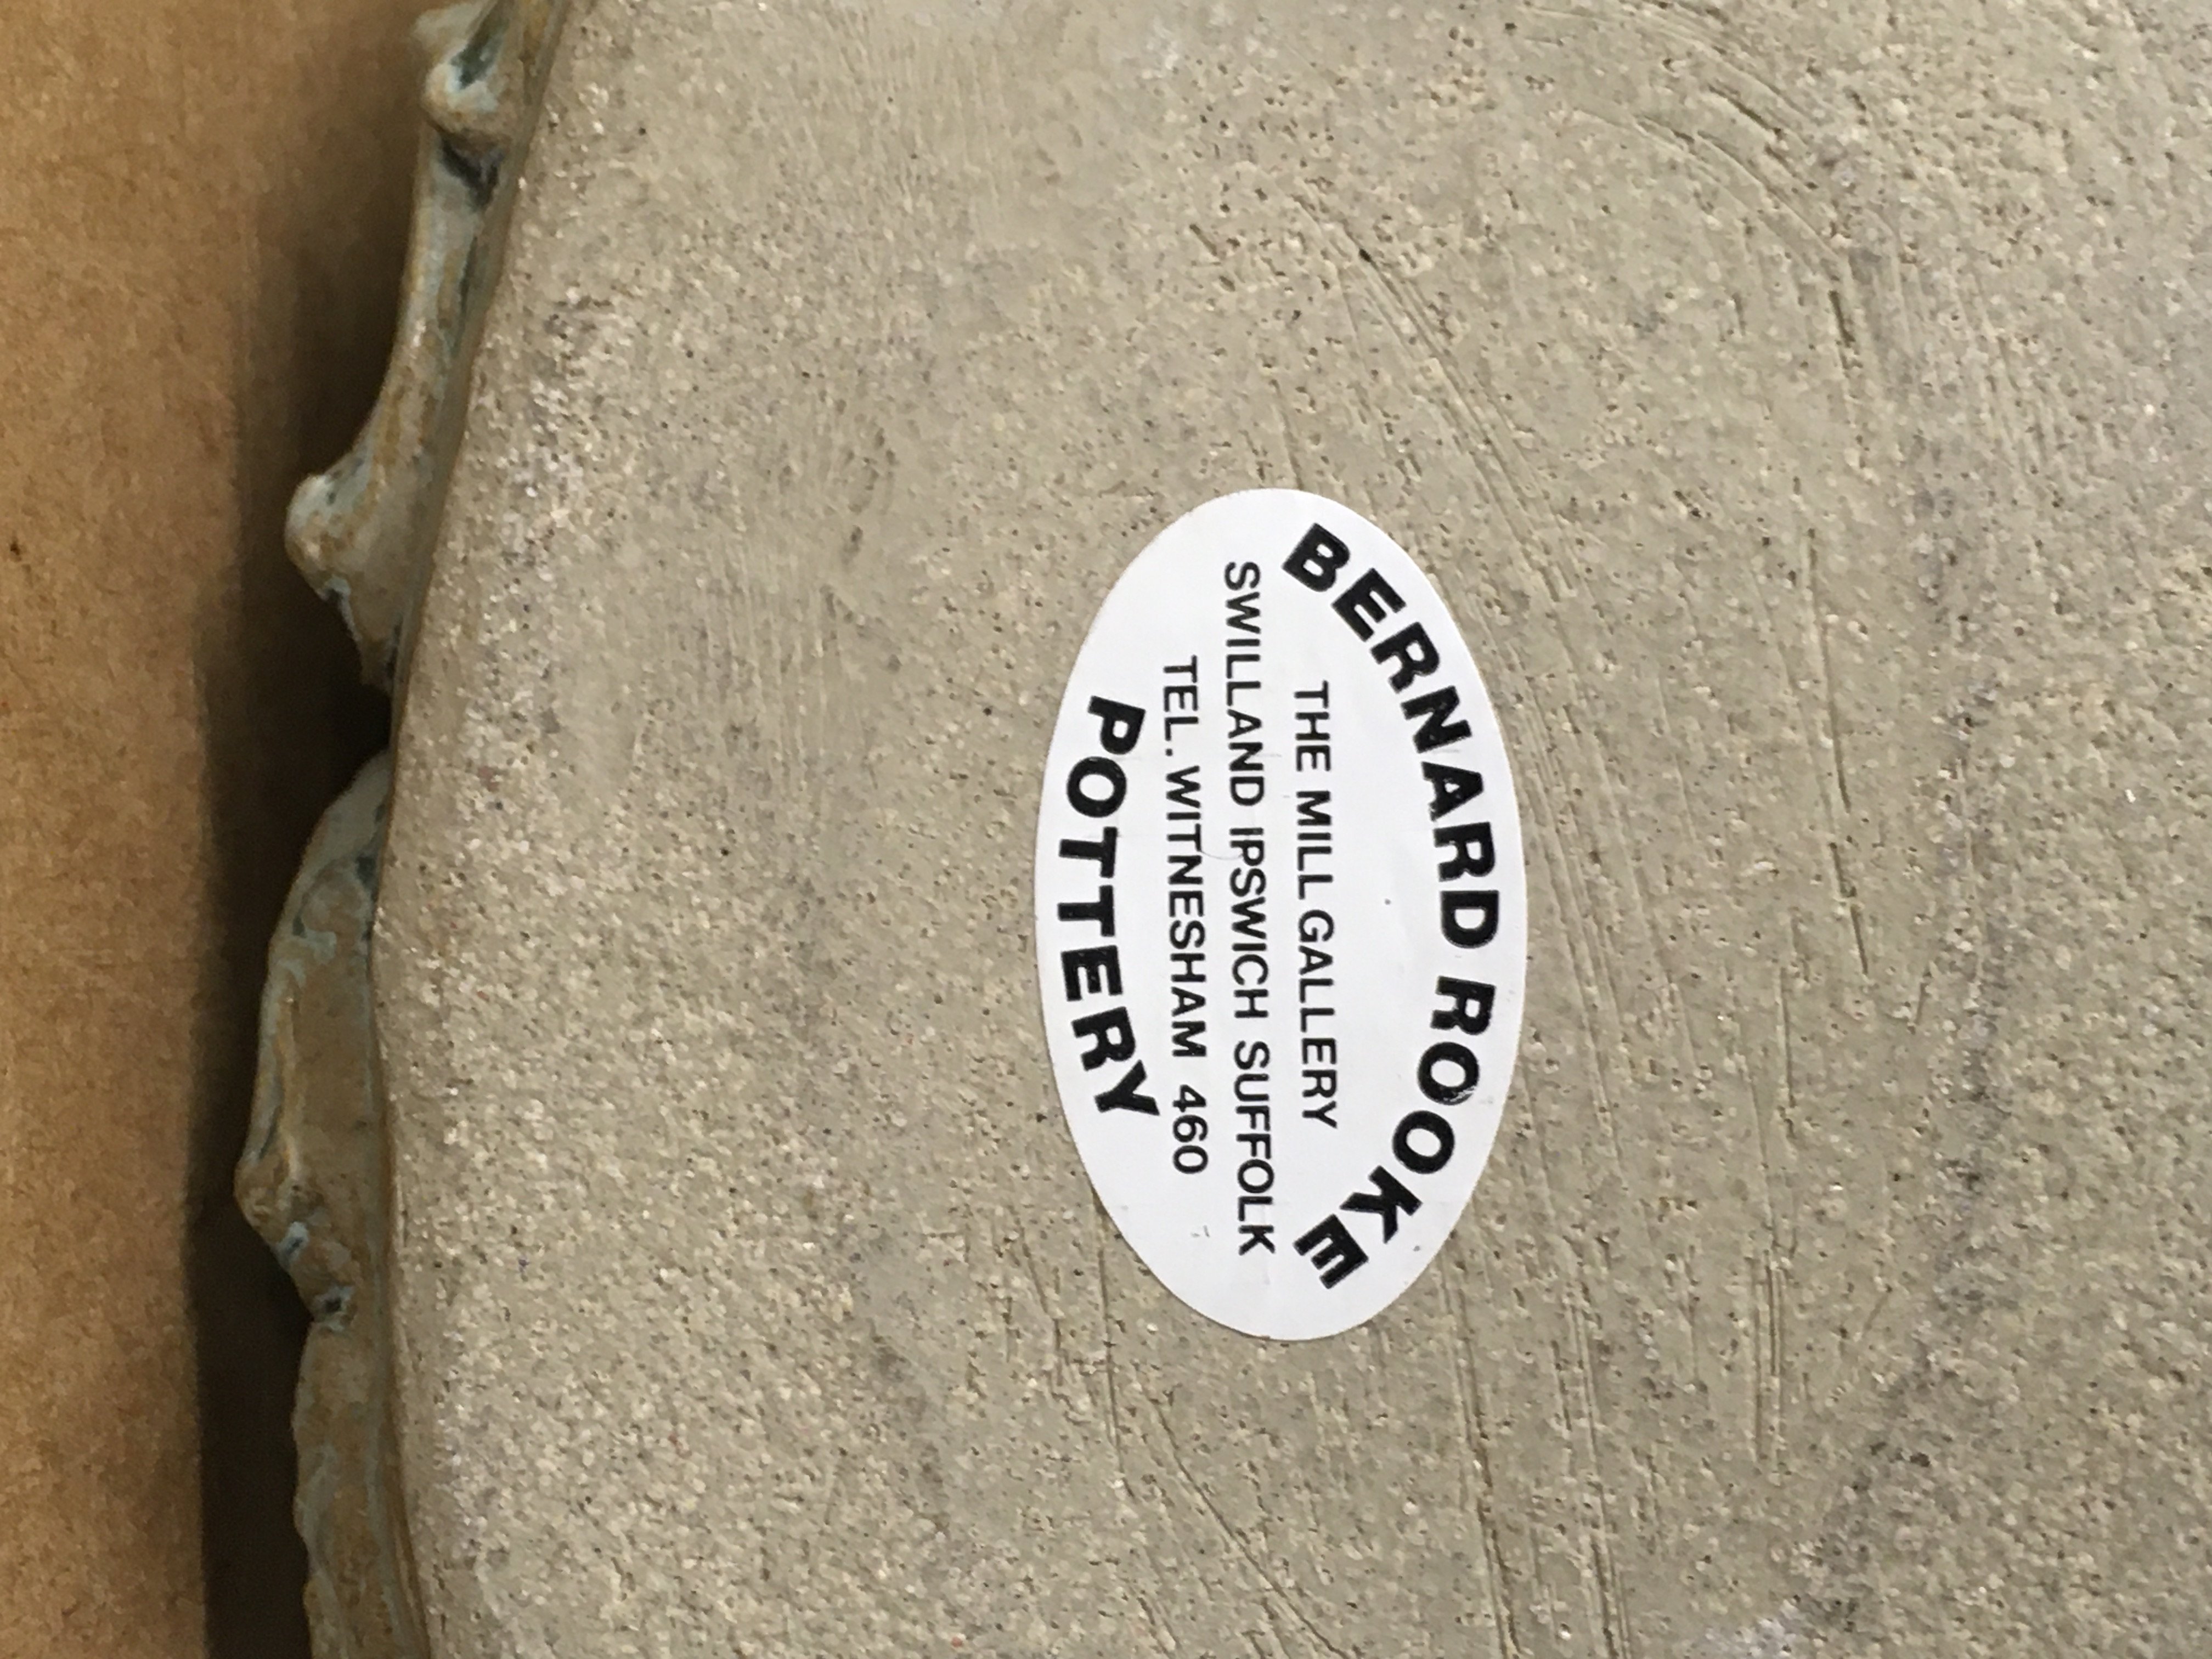 BERNARD ROOKE
THE MILL GALLERY
SWILLAND IPSWICH SUFFOLK
TEL. WITNESHAM 460
POTTERY